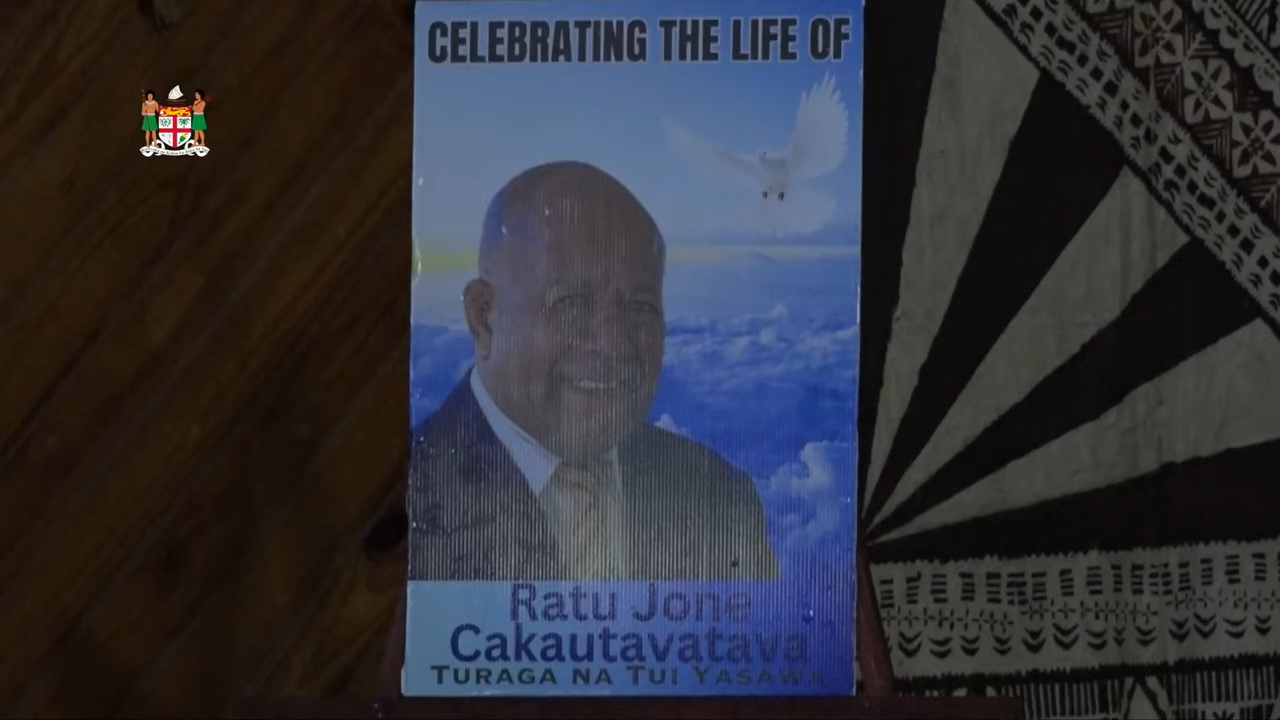 CELEBRATING THE LIFE OF
Ratu Jone
Cakautavatava
TURAGA NA TUI YASAWA